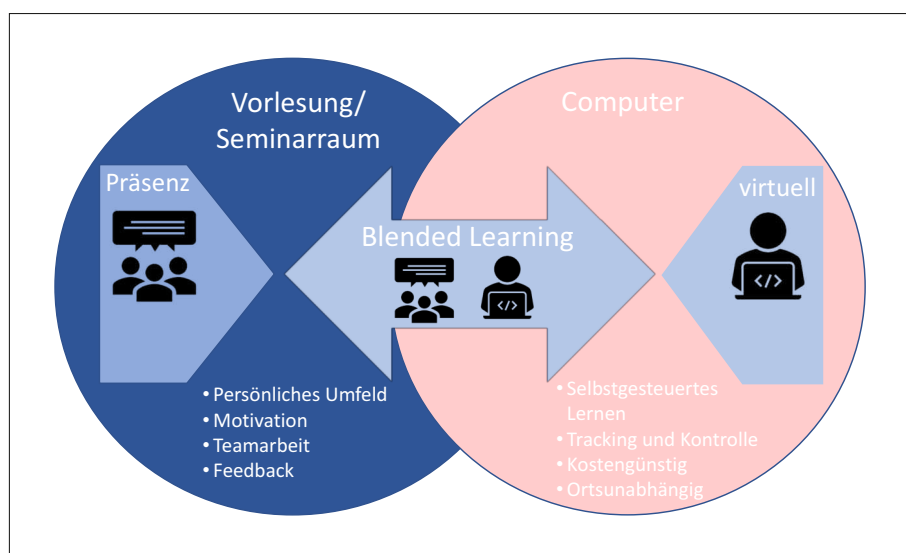 Vorlesung/
Seminarraum
Computer
Präsenz
virtuell
Blended Learning
</>
</>
• Persönliches Umfeld
• Motivation
• Teamarbeit
• Feedback
• Selbstgesteuertes
Lernen
• Tracking und Kontrolle
• Kostengünstig
• Ortsunabhängig